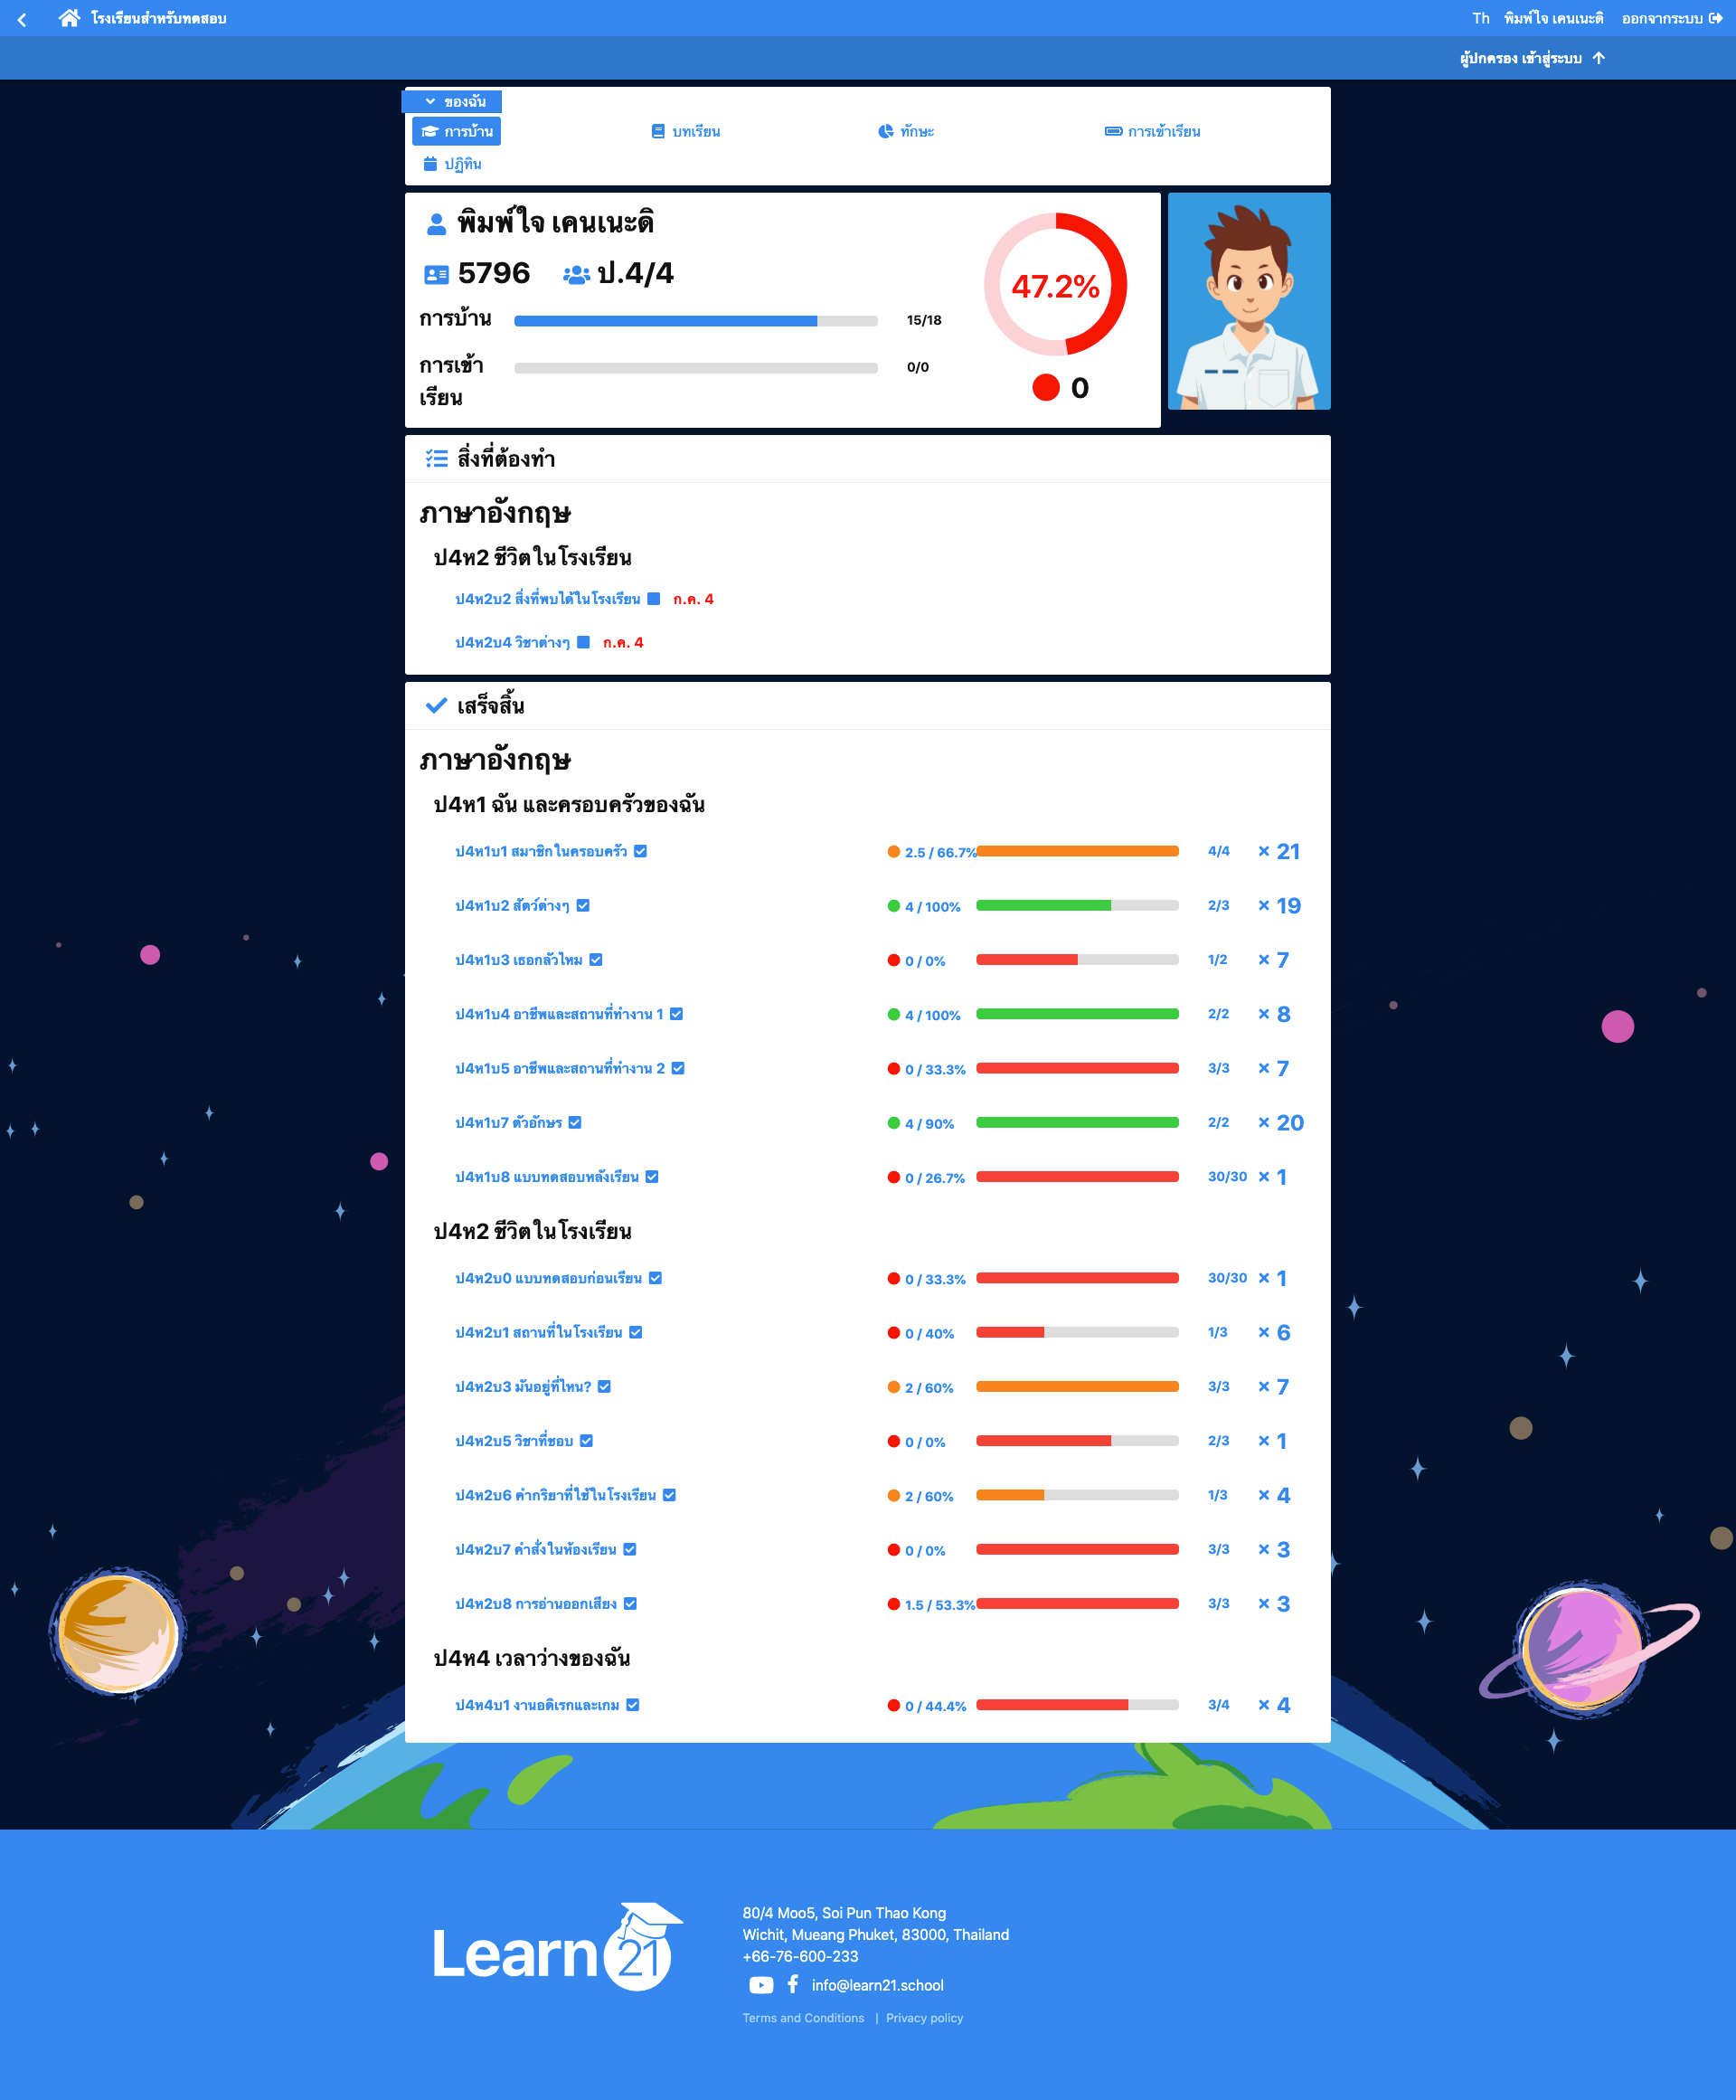 โรงเรียนสำหรับทดสอบ
Th พิมพ์ใจ เคนเนะดิ ออกจากระบบ
ผู้ปกครอง เข้าสู่ระบบ
ของฉัน
การบ้าน บทเรียน ทักษะ การเข้าเรียน
ปฏิทิน
พิมพ์ใจ เคนเนะดิ
5796 ป.4/4
การบ้าน 15/18
การเข้าเรียน 0/0
47.2%
0
สิ่งที่ต้องทำ
ภาษาอังกฤษ
ป4ห2 ชีวิตในโรงเรียน
ป4ห2บ2 สิ่งที่พบได้ในโรงเรียน ก.ค. 4
ป4ห2บ4 วิชาต่างๆ ก.ค. 4
เสร็จสิ้น
ภาษาอังกฤษ
ป4ห1 ฉัน และครอบครัวของฉัน
ป4ห1บ1 สมาชิกในครอบครัว 2.5 / 66.7% 4/4 × 21
ป4ห1บ2 สัตว์ต่างๆ 4 / 100% 2/3 × 19
ป4ห1บ3 เธอกลัวไหม 0 / 0% 1/2 × 7
ป4ห1บ4 อาชีพและสถานที่ทำงาน 1 4 / 100% 2/2 × 8
ป4ห1บ5 อาชีพและสถานที่ทำงาน 2 0 / 33.3% 3/3 × 7
ป4ห1บ7 ตัวอักษร 4 / 90% 2/2 × 20
ป4ห1บ8 แบบทดสอบหลังเรียน 0 / 26.7% 30/30 × 1
ป4ห2 ชีวิตในโรงเรียน
ป4ห2บ0 แบบทดสอบก่อนเรียน 0 / 33.3% 30/30 × 1
ป4ห2บ1 สถานที่ในโรงเรียน 0 / 40% 1/3 × 6
ป4ห2บ3 มันอยู่ที่ไหน? 2 / 60% 3/3 × 7
ป4ห2บ5 วิชาที่ชอบ 0 / 0% 2/3 × 1
ป4ห2บ6 คำกริยาที่ใช้ในโรงเรียน 2 / 60% 1/3 × 4
ป4ห2บ7 คำสั่งในห้องเรียน 0 / 0% 3/3 × 3
ป4ห2บ8 การอ่านออกเสียง 1.5 / 53.3% 3/3 × 3
ป4ห4 เวลาว่างของฉัน
ป4ห4บ1 งานอดิเรกและเกม 0 / 44.4% 3/4 × 4
Learn 21
80/4 Moo5, Soi Pun Thao Kong
Wichit, Mueang Phuket, 83000, Thailand
+66-76-600-233
info@learn21.school
Terms and Conditions | Privacy policy